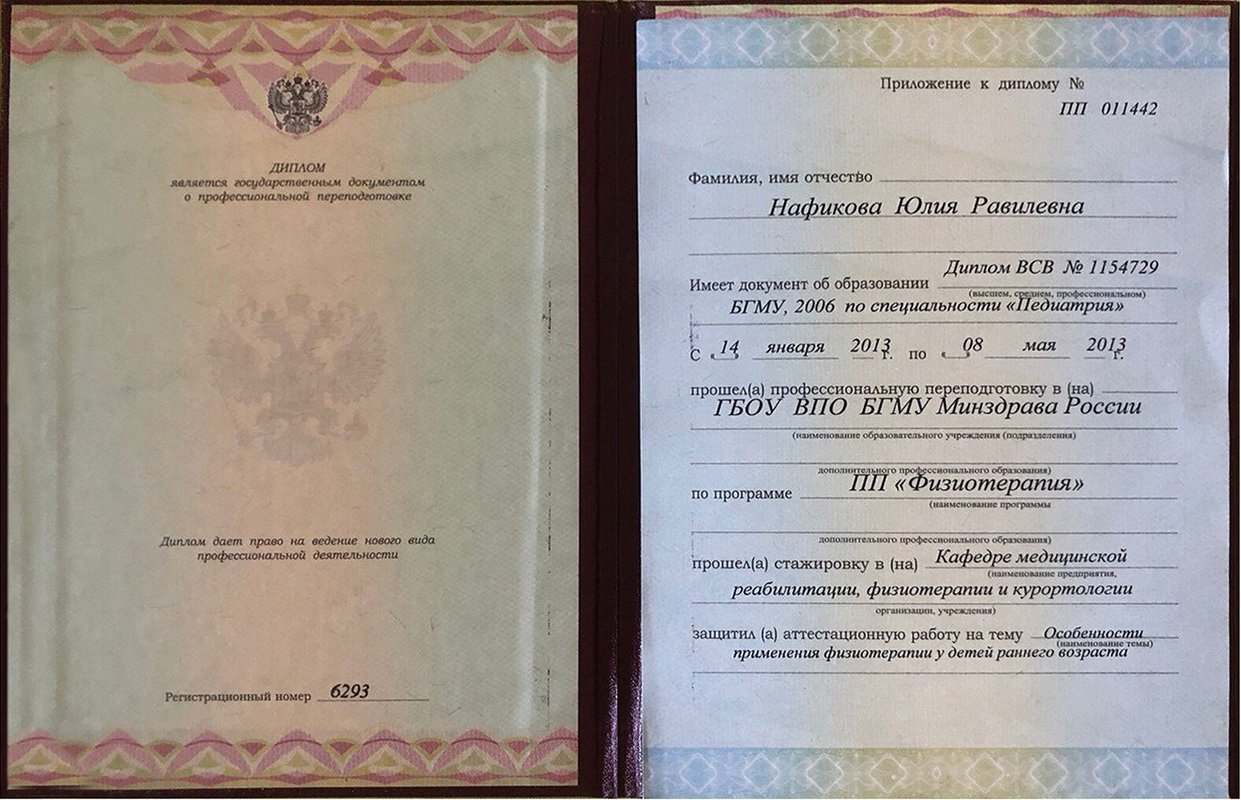 ДИПЛОМ
является государственным документом
о профессиональной переподготовке
Диплом дает право на ведение нового вида
профессиональной деятельности
Регистрационный номер 6293
Приложение к диплому №
ПП 011442
Фамилия, имя отчество
Нафикова Юлия Равилевна
Имеет документ об образовании Диплом ВСВ № 1154729
(высшем, среднем, профессиональном)
БГМУ, 2006 по специальности «Педиатрия»
С «14» января 2013 г. по «08» мая 2013 г.
прошел(а) профессиональную переподготовку в (на)
ГБОУ ВПО БГМУ Минздрава России
(наименование образовательного учреждения (подразделения)
дополнительного профессионального образования)
по программе ПП «Физиотерапия»
(наименование программы
дополнительного профессионального образования)
прошел(а) стажировку в (на) Кафедре медицинской
(наименование предприятия,
реабилитации, физиотерапии и курортологии
организации, учреждения)
защитил (а) аттестационную работу на тему Особенности
(наименование темы)
применения физиотерапии у детей раннего возраста